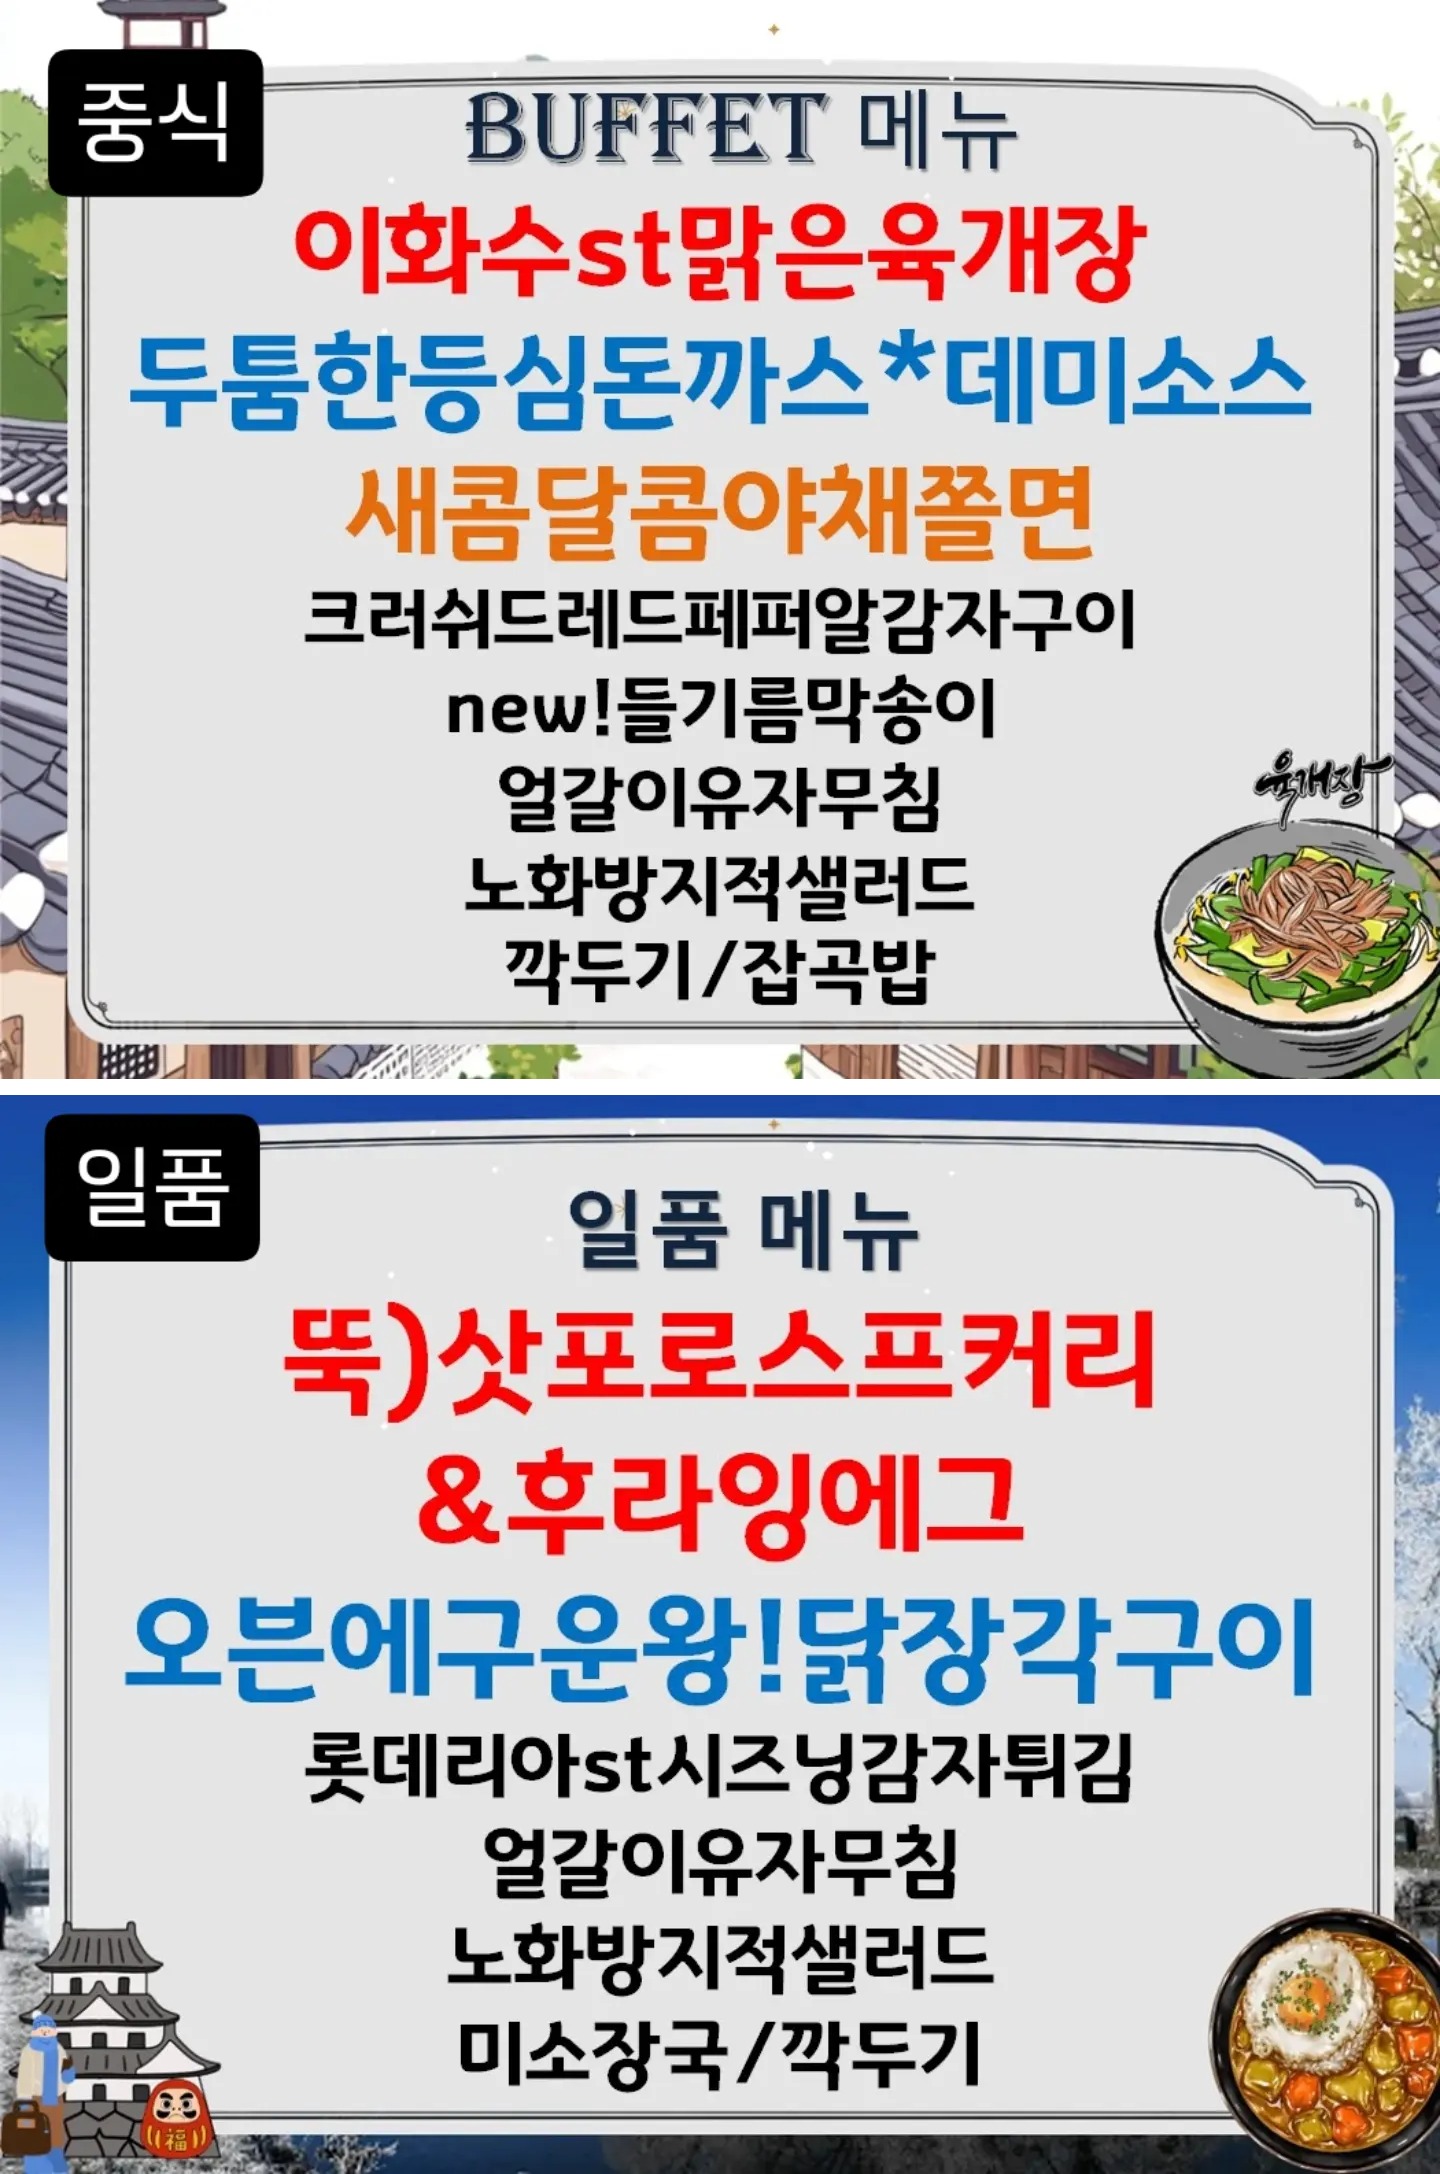 중식
BUFFET 메뉴
이화수st맑은육개장
두툼한등심돈까스*데미소스
새콤달콤야채쫄면
크러쉬드레드페퍼알감자구이
new!들기름막송이
얼갈이유자무침
노화방지적샐러드
깍두기/잡곡밥
육개장
일품
일품 메뉴
뚝)삿포로스프커리
&후라잉에그
오븐에구운왕!닭장각구이
롯데리아st시즈닝감자튀김
얼갈이유자무침
노화방지적샐러드
미소장국/깍두기
福